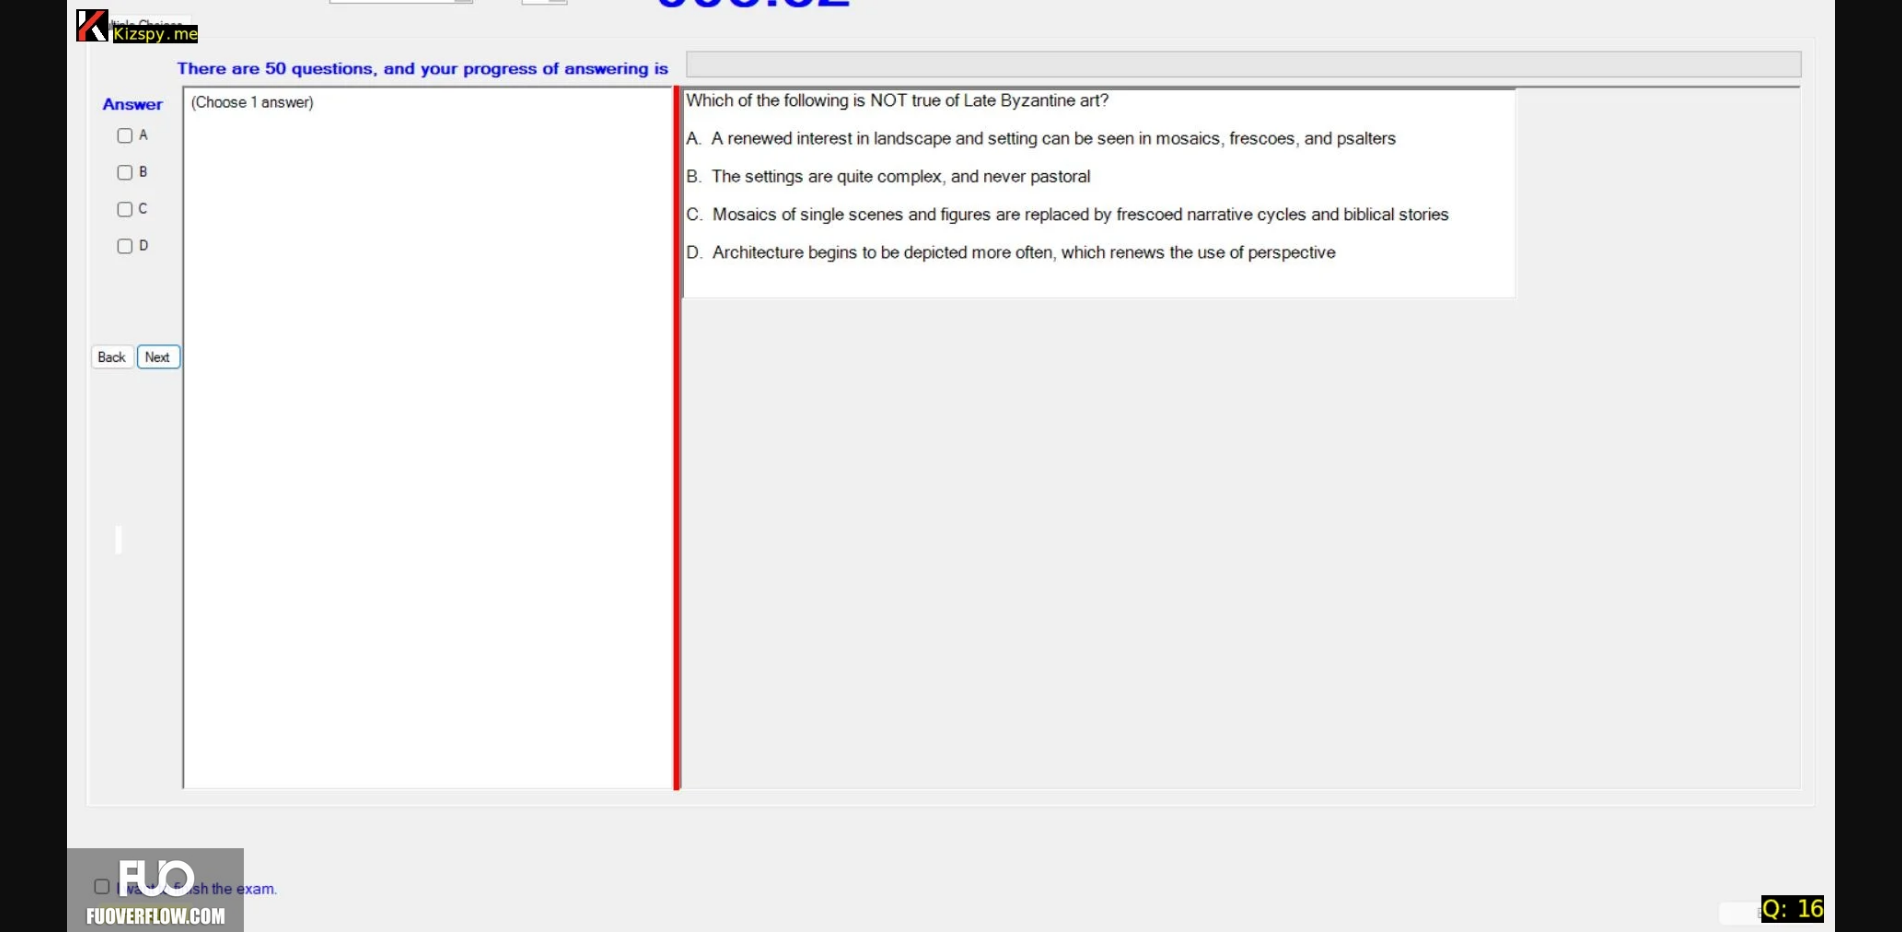 Kizspy.me
There are 50 questions, and your progress of answering is
Answer
(Choose 1 answer)
A
B
C
D
Back
Next
Which of the following is NOT true of Late Byzantine art?
A. A renewed interest in landscape and setting can be seen in mosaics, frescoes, and psalters
B. The settings are quite complex, and never pastoral
C. Mosaics of single scenes and figures are replaced by frescoed narrative cycles and biblical stories
D. Architecture begins to be depicted more often, which renews the use of perspective
FUO
the exam.
FUOVERFLOW.COM
Q: 16